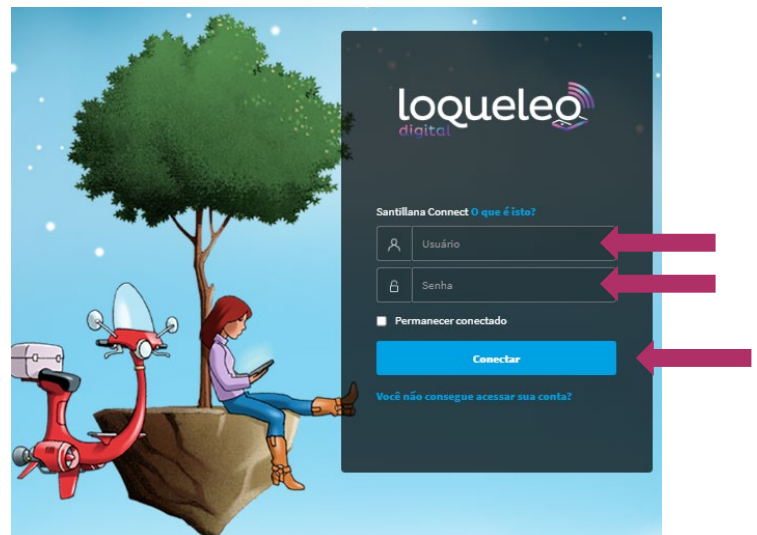 loqueleo
digital
Santillana Connect O que é isto?
Usuário
Senha
Permanecer conectado
Conectar
Você não consegue acessar sua conta?